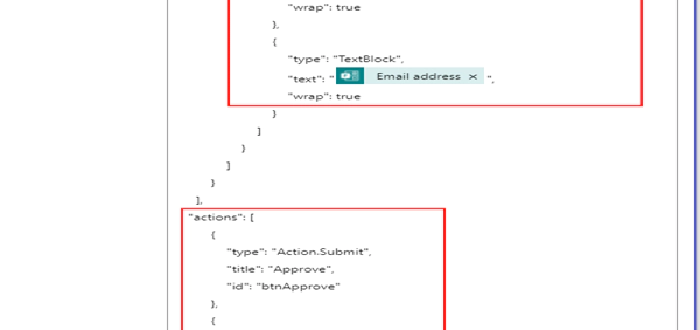 "wrap": true
},
{
"type": "TextBlock",
"text": " Email address × ",
"wrap": true
}
]
}
]
}
],
"actions": [
{
"type": "Action.Submit",
"title": "Approve",
"id": "btnApprove"
},
{